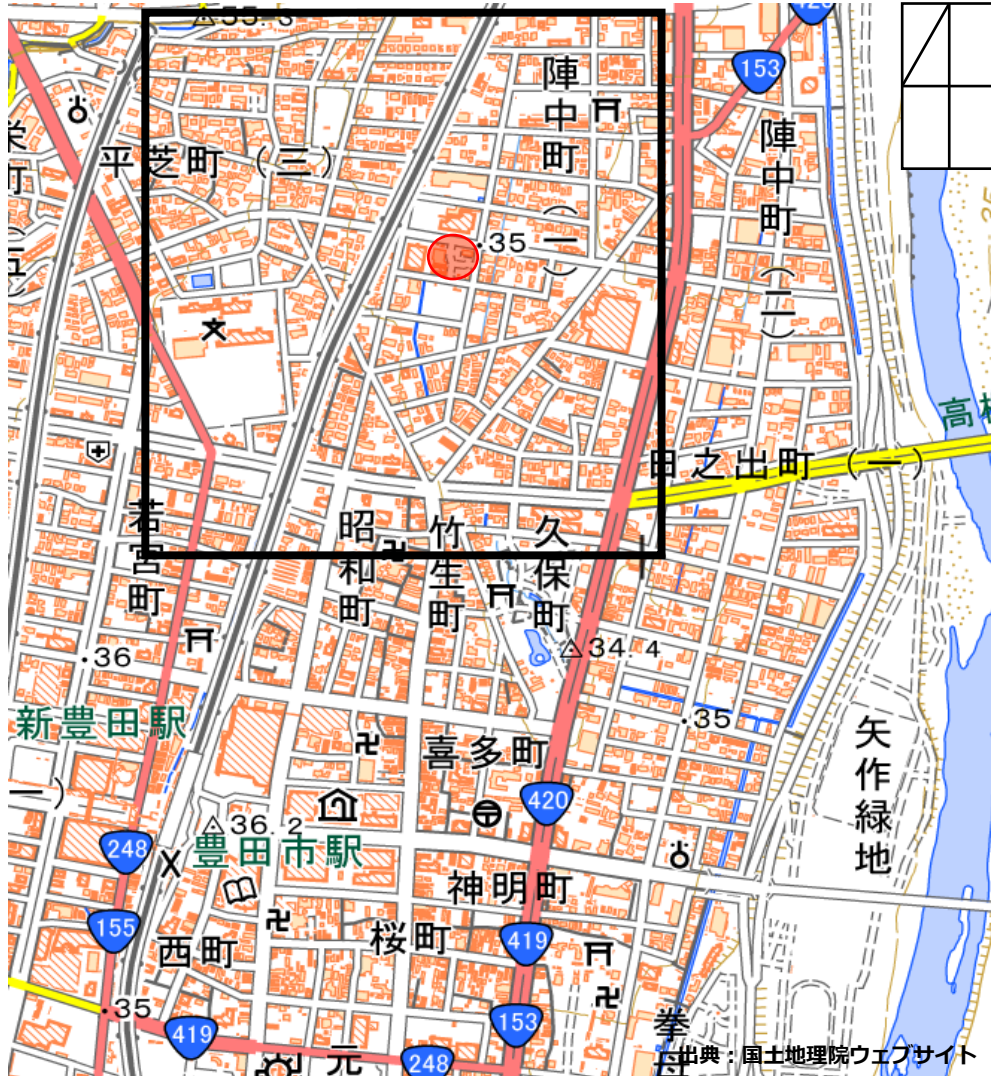 55.3
153
陣中町(一)
陣中町(二)
平芝町(三)
35
日之出町(一)
若宮町
昭和町
竹生町
久保町
34.4
36
35
新豊田駅
喜多町
矢作緑地
420
36.2
248
豊田市駅
神明町
155
桜町
419
西町
35
153
419
元
248
出典:国土地理院ウェブサイト